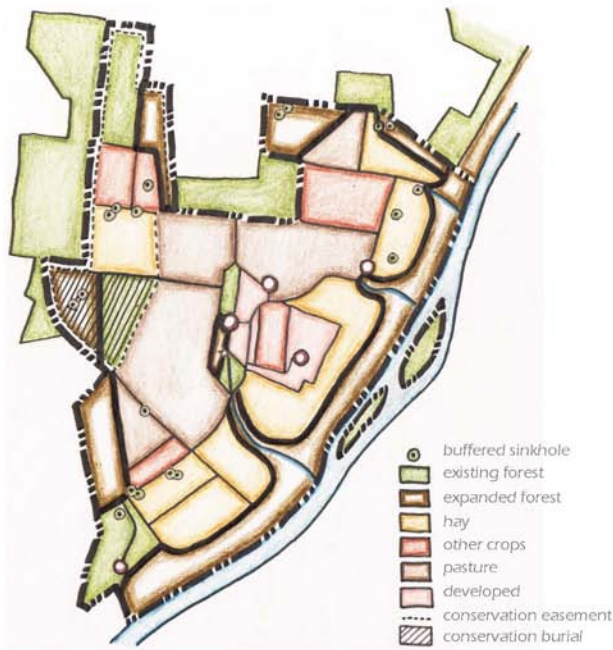 buffered sinkhole
existing forest
expanded forest
hay
other crops
pasture
developed
conservation easement
conservation burial